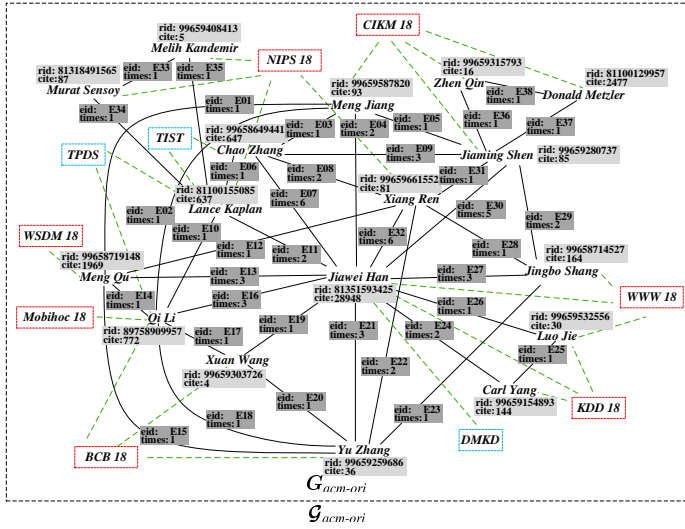 rid: 99659408413
cite:5
Melih Kandemir
CIKM 18
rid: 81318491565
cite:87
Murat Sensoy
eid: E33
times:1
eid: E35
times:1
NIPS 18
rid: 99659315793
cite:16
Zhen Qin
rid: 81100129957
cite:2477
Donald Metzler
rid: 99659587820
cite:93
Meng Jiang
eid: E38
times:1
eid: E34
times:1
eid: E01
times:1
eid: E03
times:1
eid: E04
times:2
eid: E05
times:1
eid: E36
times:1
eid: E37
times:1
TIST
rid: 99658649441
cite:647
Chao Zhang
TPDS
eid: E09
times:3
Jiaming Shen
rid: 99659280737
cite:85
eid: E06
times:1
eid: E08
times:2
rid: 99659661552
cite:81
Xiang Ren
eid: E31
times:1
rid: 81100155085
cite:637
Lance Kaplan
eid: E07
times:6
eid: E02
times:1
eid: E10
times:1
eid: E30
times:5
eid: E29
times:2
WSDM 18
eid: E12
times:1
eid: E11
times:2
eid: E32
times:6
eid: E28
times:1
rid: 99658719148
cite:1969
Meng Qu
eid: E13
times:3
Jiawei Han
rid: 81351593425
cite:28948
eid: E27
times:3
Jingbo Shang
rid: 99658714527
cite:164
eid: E14
times:1
eid: E16
times:3
eid: E26
times:1
WWW 18
Mobihoc 18
Qi Li
rid: 89758909957
cite:772
eid: E17
times:1
eid: E19
times:1
eid: E21
times:3
eid: E24
times:2
rid: 99659532556
cite:30
Luo Jie
Xuan Wang
rid: 99659303726
cite:4
eid: E22
times:2
eid: E25
times:1
Carl Yang
rid: 99659154893
cite:144
KDD 18
eid: E20
times:1
eid: E18
times:1
eid: E23
times:1
eid: E15
times:1
BCB 18
Yu Zhang
rid: 99659259686
cite:36
DMKD
G acm-ori
G acm-ori